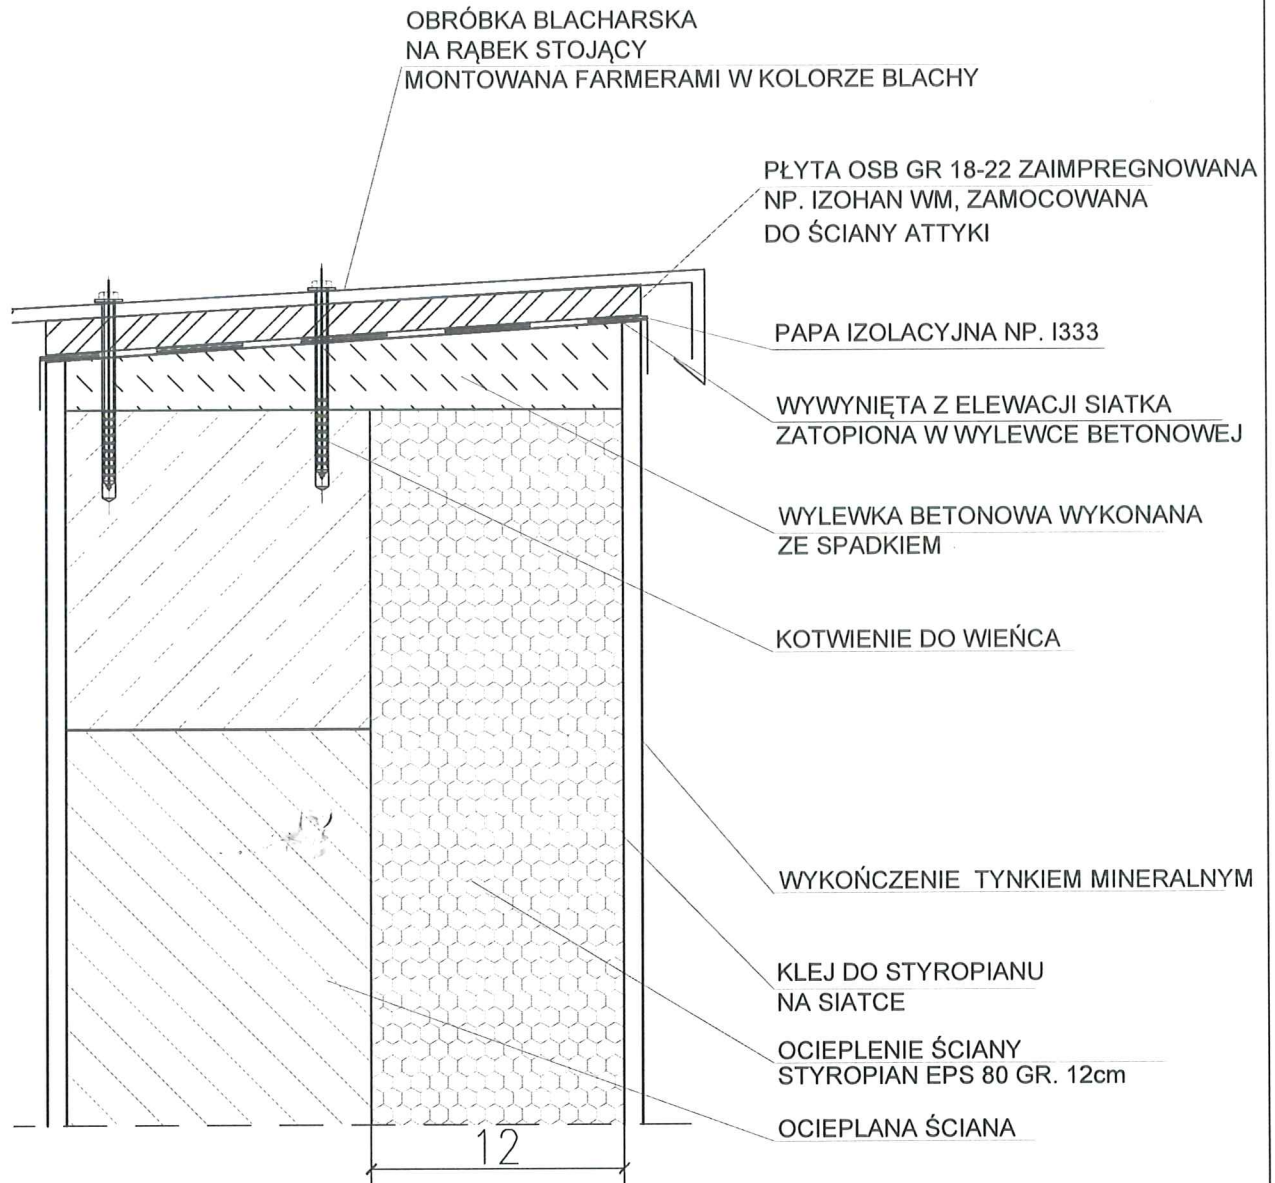 OBRÓBKA BLACHARSKA
NA RĄBEK STOJĄCY
MONTOWANA FARMERAMI W KOLORZE BLACHY
PŁYTA OSB GR 18-22 ZAIMPREGNOWANA
NP. IZOHAN WM, ZAMOCOWANA
DO ŚCIANY ATTYKI
PAPA IZOLACYJNA NP. I333
WYWYNIĘTA Z ELEWACJI SIATKA
ZATOPIONA W WYLEWCE BETONOWEJ
WYLEWKA BETONOWA WYKONANA
ZE SPADKIEM
KOTWIENIE DO WIEŃCA
WYKOŃCZENIE TYNKIEM MINERALNYM
KLEJ DO STYROPIANU
NA SIATCE
OCIEPLENIE ŚCIANY
STYROPIAN EPS 80 GR. 12cm
OCIEPLANA ŚCIANA
12